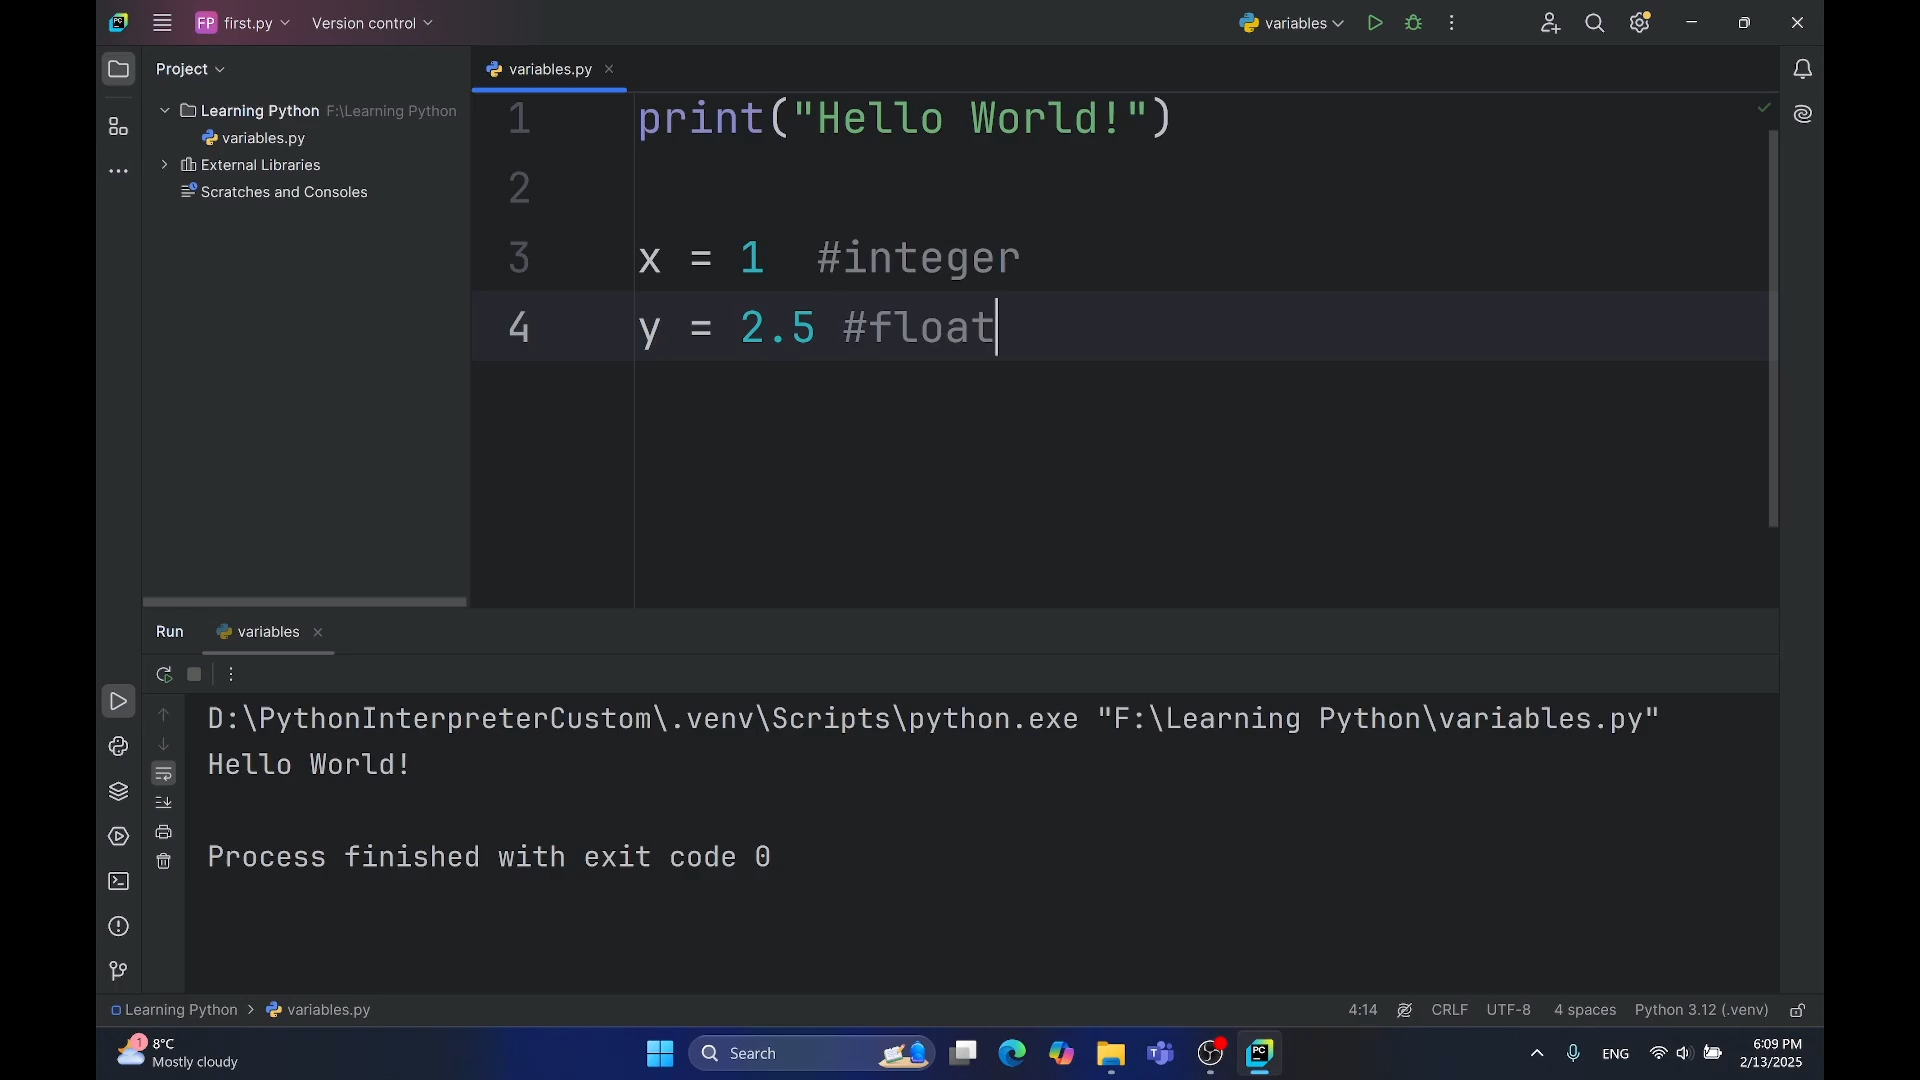 FP first.py Version control variables
Project variables.py
Learning Python F:\Learning Python
variables.py
External Libraries
Scratches and Consoles
1 print("Hello World!")
2
3 x = 1  #integer
4 y = 2.5 #float
Run variables
D:\PythonInterpreterCustom\.venv\Scripts\python.exe "F:\Learning Python\variables.py"
Hello World!
Process finished with exit code 0
Learning Python variables.py 4:14 CRLF UTF-8 4 spaces Python 3.12 (.venv)
1 8°C
Mostly cloudy
Search
ENG
6:09 PM
2/13/2025